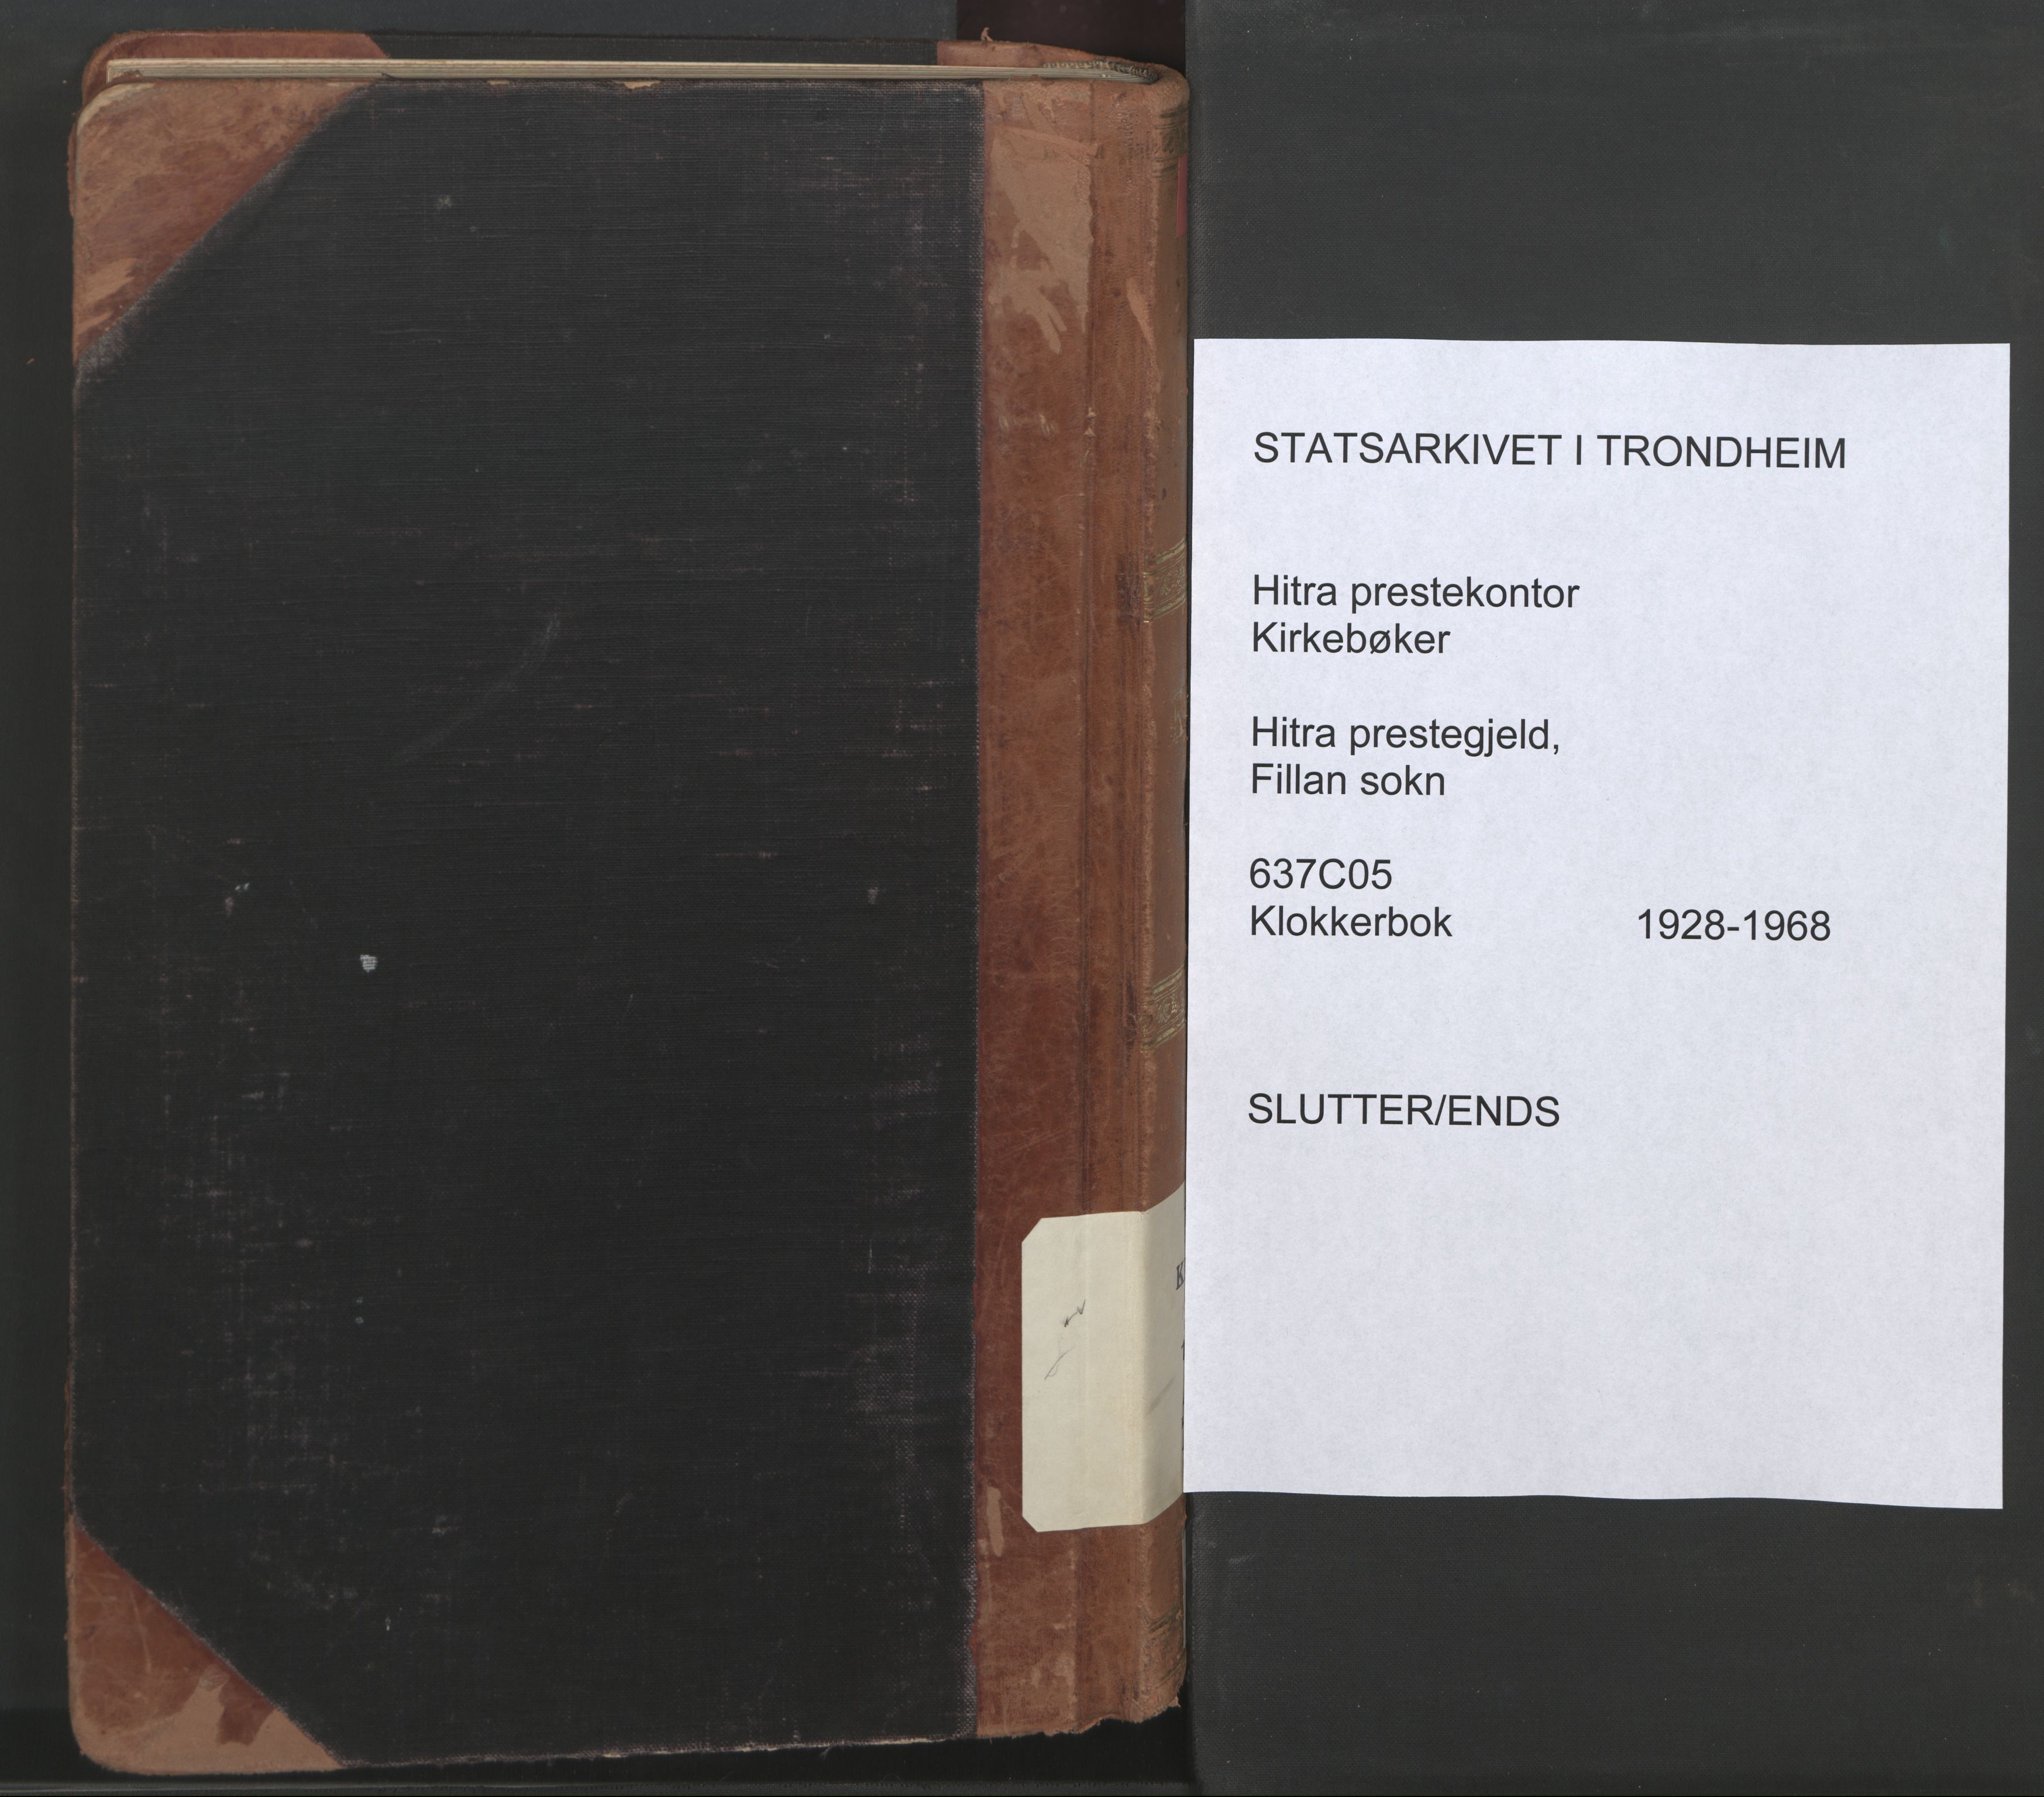 STATSARKIVET I TRONDHEIM
Hitra prestekontor
Kirkebøker
Hitra prestegjeld,
Fillan sokn
637C05
Klokkerbok 1928-1968
SLUTTER/ENDS